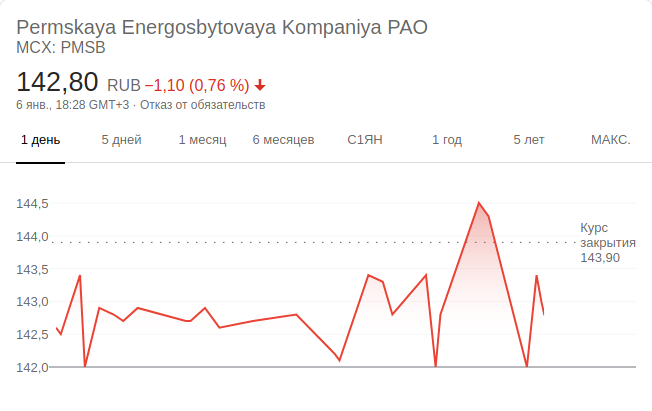 Permskaya Energosbytovaya Kompaniya PAO
MCX: PMSB
142,80 RUB −1,10 (0,76 %)
6 янв., 18:28 GMT+3 · Отказ от обязательств
1 день 5 дней 1 месяц 6 месяцев С1ЯН 1 год 5 лет МАКС.
144,5
144,0
143,5
143,0
142,5
142,0
Курс
закрытия
143,90